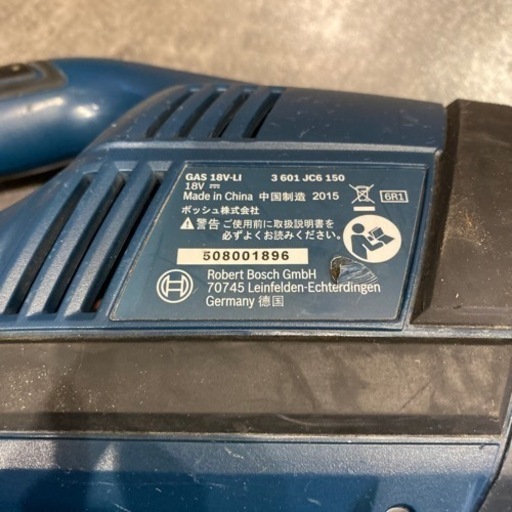 GAS 18V-LI 3 601 JC6 150
18V ⎓
Made in China 中国制造 2015
6R1
ボッシュ株式会社
⚠警告 ご使用前に取扱説明書を
必ずよくお読みください。
508001896
Robert Bosch GmbH
70745 Leinfelden-Echterdingen
Germany 德国